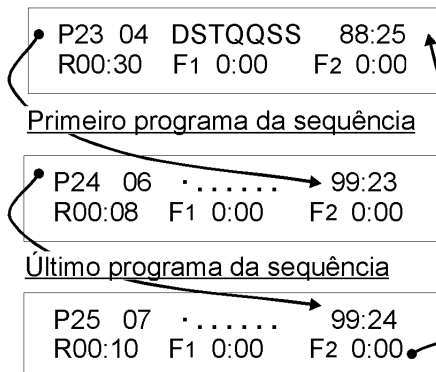 P23 04 DSTQQSS 88:25
R00:30 F1 0:00 F2 0:00
Primeiro programa da sequência
P24 06 ....... 99:23
R00:08 F1 0:00 F2 0:00
Último programa da sequência
P25 07 ....... 99:24
R00:10 F1 0:00 F2 0:00